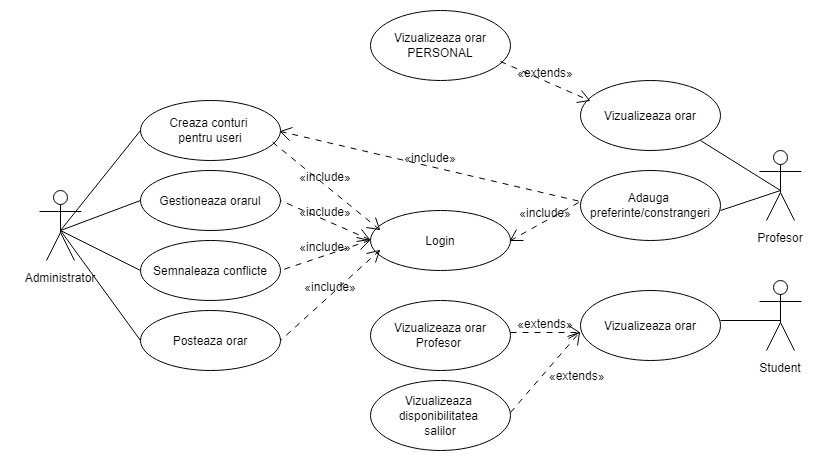 Vizualizeaza orar
PERSONAL
«extends»
Vizualizeaza orar
Creaza conturi
pentru useri
«include»
«include»
Gestioneaza orarul
«include»
Adauga
preferinte/constrangeri
«include»
Profesor
Login
«include»
Semnaleaza conflicte
Administrator
«include»
Posteaza orar
Vizualizeaza orar
Profesor
«extends»
Vizualizeaza orar
Student
«extends»
Vizualizeaza
disponibilitatea
salilor